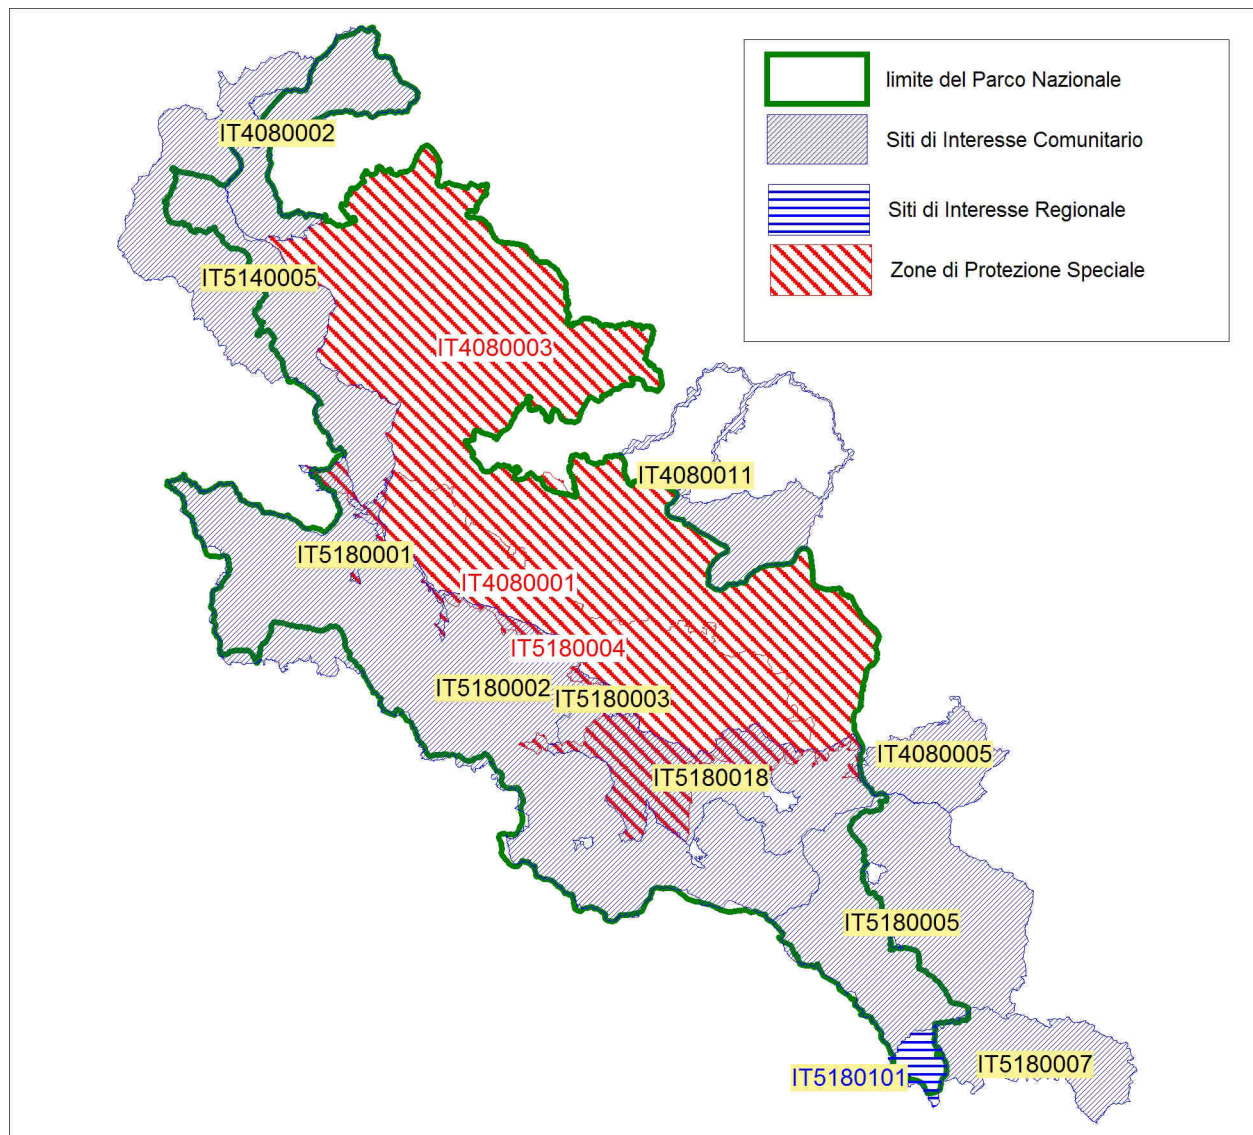 limite del Parco Nazionale
Siti di Interesse Comunitario
Siti di Interesse Regionale
Zone di Protezione Speciale
IT4080002
IT5140005
IT4080003
IT4080011
IT5180001
IT4080001
IT5180004
IT5180002
IT5180003
IT5180018
IT4080005
IT5180005
IT5180007
IT5180101